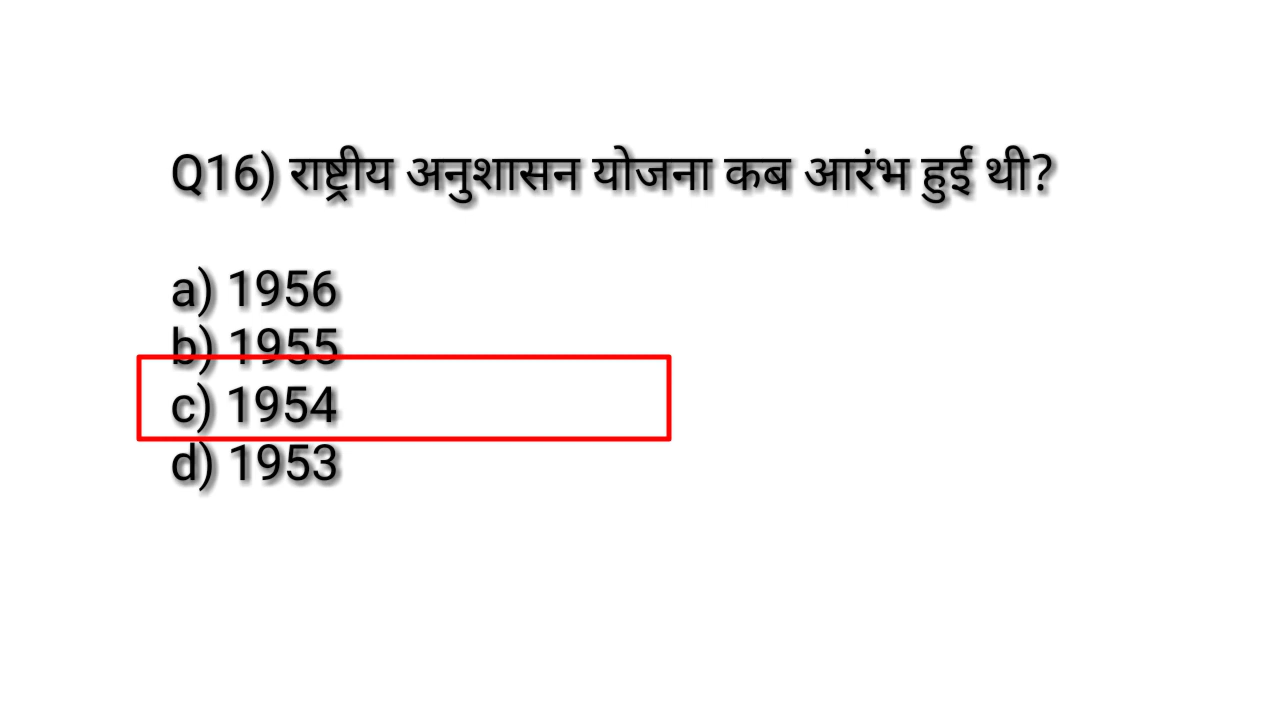 Q16) राष्ट्रीय अनुशासन योजना कब आरंभ हुई थी?
a) 1956
b) 1955
c) 1954
d) 1953